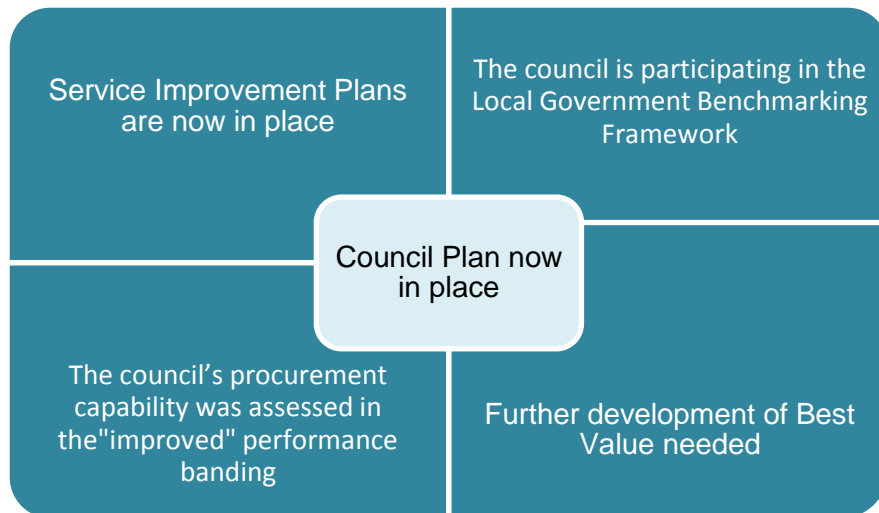 Service Improvement Plans
are now in place
The council is participating in the
Local Government Benchmarking
Framework
Council Plan now
in place
The council’s procurement
capability was assessed in
the"improved" performance
banding
Further development of Best
Value needed